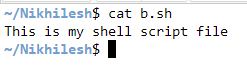 ~/Nikhilesh$ cat b.sh
This is my shell script file
~/Nikhilesh$